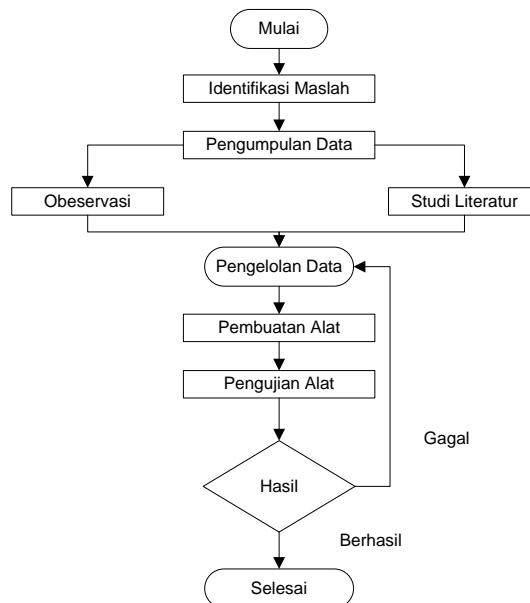 Mulai
Identifikasi Maslah
Pengumpulan Data
Obeservasi
Studi Literatur
Pengelolan Data
Pembuatan Alat
Pengujian Alat
Gagal
Hasil
Berhasil
Selesai